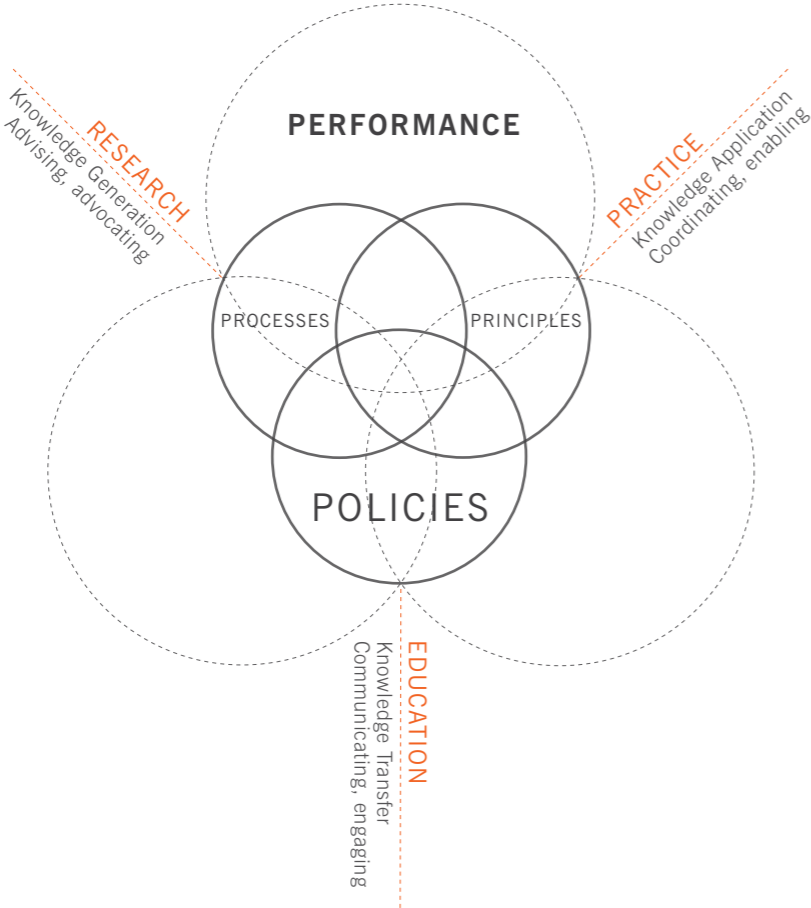 PERFORMANCE
RESEARCH
Knowledge Generation
Advising, advocating
PRACTICE
Knowledge Application
Coordinating, enabling
PROCESSES
PRINCIPLES
POLICIES
EDUCATION
Knowledge Transfer
Communicating, engaging